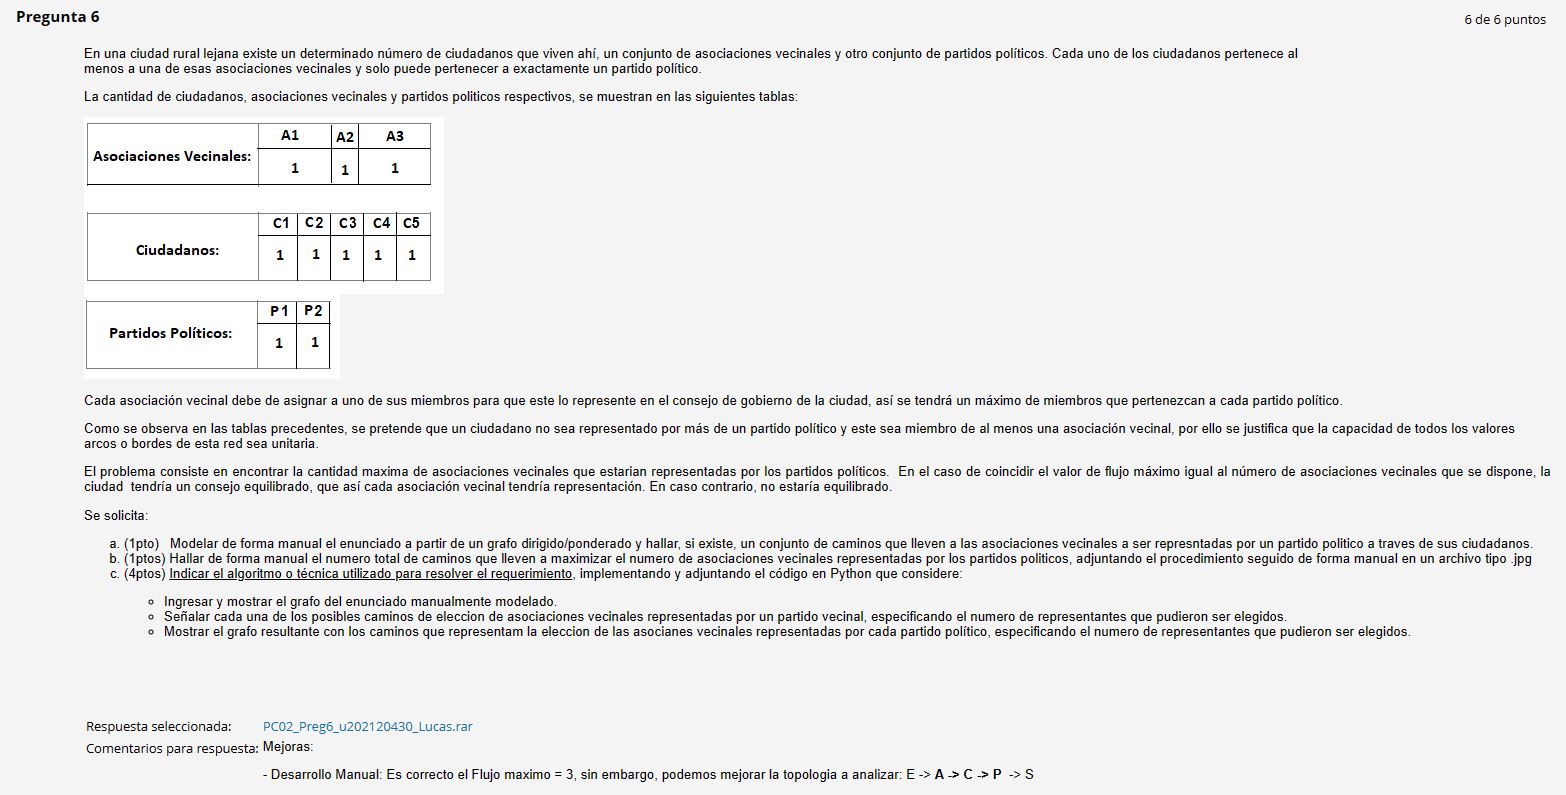 Pregunta 6
6 de 6 puntos
En una ciudad rural lejana existe un determinado número de ciudadanos que viven ahí, un conjunto de asociaciones vecinales y otro conjunto de partidos políticos. Cada uno de los ciudadanos pertenece al
menos a una de esas asociaciones vecinales y solo puede pertenecer a exactamente un partido político.
La cantidad de ciudadanos, asociaciones vecinales y partidos politicos respectivos, se muestran en las siguientes tablas:
A1 A2 A3
Asociaciones Vecinales:
1 1 1
C1 C2 C3 C4 C5
Ciudadanos:
1 1 1 1 1
P1 P2
Partidos Políticos:
1 1
Cada asociación vecinal debe de asignar a uno de sus miembros para que este lo represente en el consejo de gobierno de la ciudad, así se tendrá un máximo de miembros que pertenezcan a cada partido político.
Como se observa en las tablas precedentes, se pretende que un ciudadano no sea representado por más de un partido político y este sea miembro de al menos una asociación vecinal, por ello se justifica que la capacidad de todos los valores
arcos o bordes de esta red sea unitaria.
El problema consiste en encontrar la cantidad maxima de asociaciones vecinales que estarian representadas por los partidos políticos. En el caso de coincidir el valor de flujo máximo igual al número de asociaciones vecinales que se dispone, la
ciudad tendría un consejo equilibrado, que así cada asociación vecinal tendría representación. En caso contrario, no estaría equilibrado.
Se solicita:
a. (1pto) Modelar de forma manual el enunciado a partir de un grafo dirigido/ponderado y hallar, si existe, un conjunto de caminos que lleven a las asociaciones vecinales a ser represntadas por un partido politico a traves de sus ciudadanos.
b. (1ptos) Hallar de forma manual el numero total de caminos que lleven a maximizar el numero de asociaciones vecinales representadas por los partidos politicos, adjuntando el procedimiento seguido de forma manual en un archivo tipo .jpg
c. (4ptos) Indicar el algoritmo o técnica utilizado para resolver el requerimiento, implementando y adjuntando el código en Python que considere:
◦ Ingresar y mostrar el grafo del enunciado manualmente modelado.
◦ Señalar cada una de los posibles caminos de eleccion de asociaciones vecinales representadas por un partido vecinal, especificando el numero de representantes que pudieron ser elegidos.
◦ Mostrar el grafo resultante con los caminos que representam la eleccion de las asocianes vecinales representadas por cada partido político, especificando el numero de representantes que pudieron ser elegidos.
Respuesta seleccionada: PC02_Preg6_u202120430_Lucas.rar
Comentarios para respuesta: Mejoras:
- Desarrollo Manual: Es correcto el Flujo maximo = 3, sin embargo, podemos mejorar la topologia a analizar: E -> A -> C -> P -> S